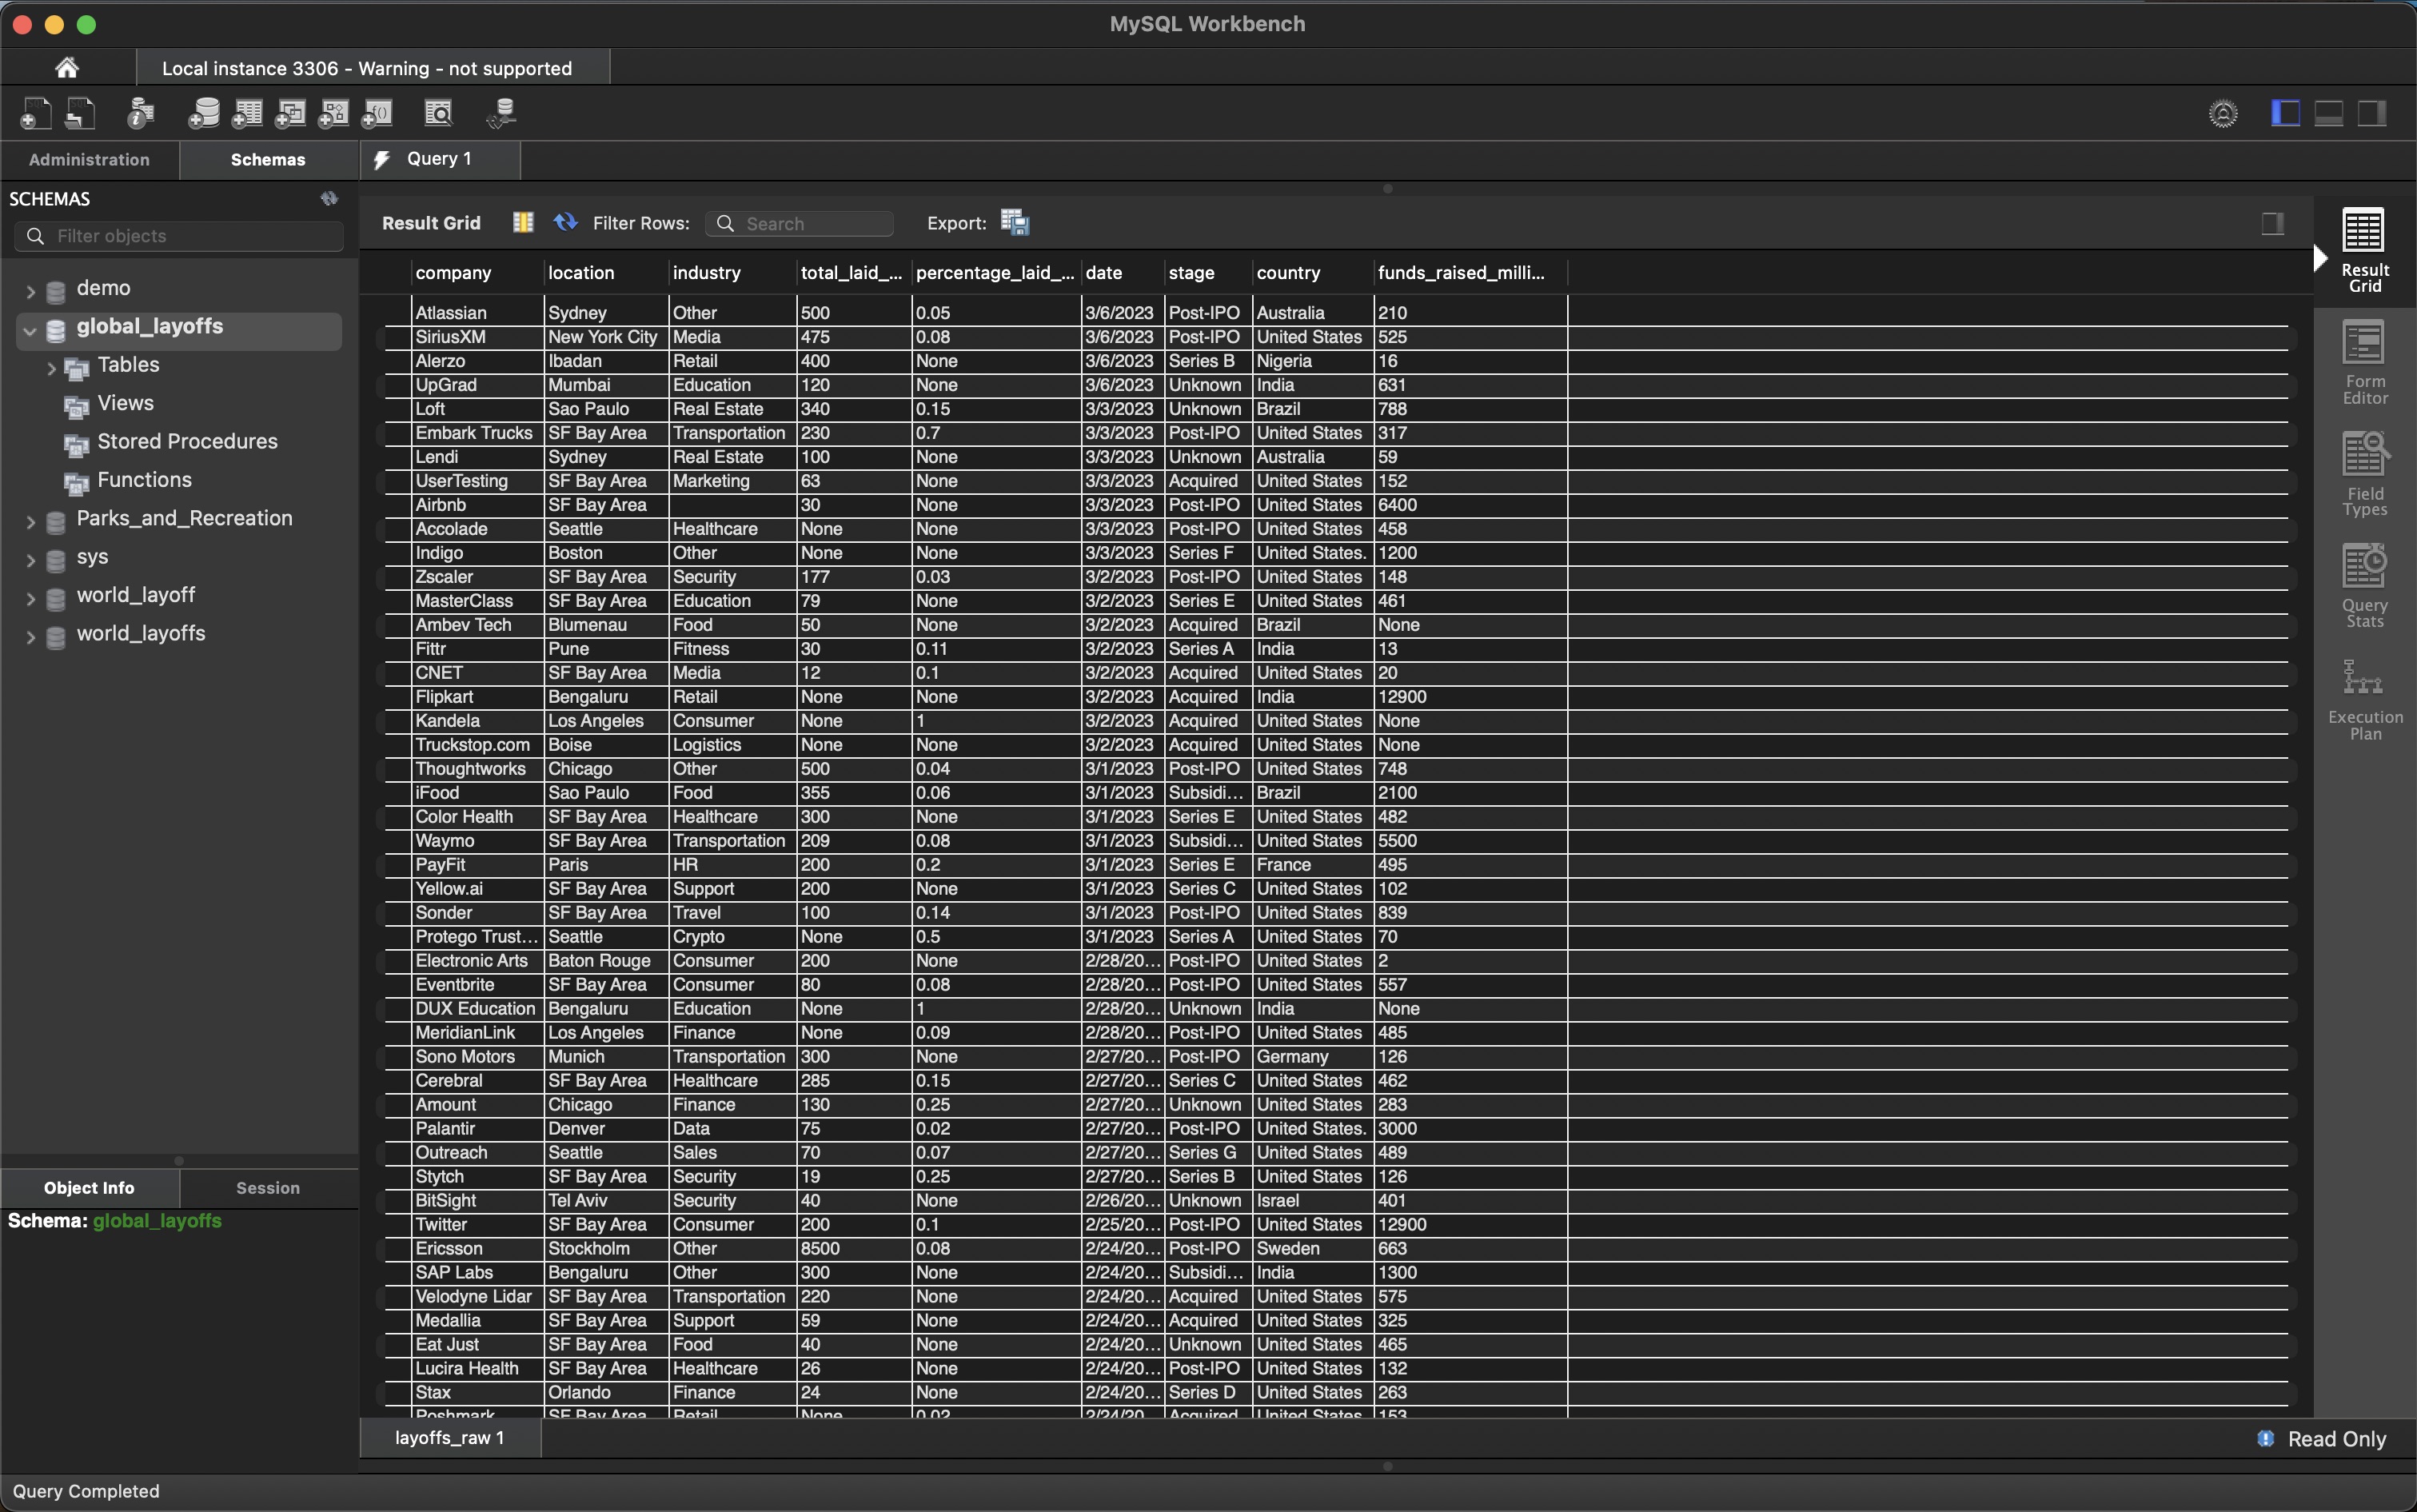 MySQL Workbench
Local instance 3306 - Warning - not supported
Administration Schemas Query 1
SCHEMAS
Filter objects
demo
global_layoffs
Tables
Views
Stored Procedures
Functions
Parks_and_Recreation
sys
world_layoff
world_layoffs
Object Info Session
Schema: global_layoffs
Result Grid Filter Rows: Search Export:
company location industry total_laid_... percentage_laid_... date stage country funds_raised_milli...
Atlassian Sydney Other 500 0.05 3/6/2023 Post-IPO Australia 210
SiriusXM New York City Media 475 0.08 3/6/2023 Post-IPO United States 525
Alerzo Ibadan Retail 400 None 3/6/2023 Series B Nigeria 16
UpGrad Mumbai Education 120 None 3/6/2023 Unknown India 631
Loft Sao Paulo Real Estate 340 0.15 3/3/2023 Unknown Brazil 788
Embark Trucks SF Bay Area Transportation 230 0.7 3/3/2023 Post-IPO United States 317
Lendi Sydney Real Estate 100 None 3/3/2023 Unknown Australia 59
UserTesting SF Bay Area Marketing 63 None 3/3/2023 Acquired United States 152
Airbnb SF Bay Area 30 None 3/3/2023 Post-IPO United States 6400
Accolade Seattle Healthcare None None 3/3/2023 Post-IPO United States 458
Indigo Boston Other None None 3/3/2023 Series F United States. 1200
Zscaler SF Bay Area Security 177 0.03 3/2/2023 Post-IPO United States 148
MasterClass SF Bay Area Education 79 None 3/2/2023 Series E United States 461
Ambev Tech Blumenau Food 50 None 3/2/2023 Acquired Brazil None
Fittr Pune Fitness 30 0.11 3/2/2023 Series A India 13
CNET SF Bay Area Media 12 0.1 3/2/2023 Acquired United States 20
Flipkart Bengaluru Retail None None 3/2/2023 Acquired India 12900
Kandela Los Angeles Consumer None 1 3/2/2023 Acquired United States None
Truckstop.com Boise Logistics None None 3/2/2023 Acquired United States None
Thoughtworks Chicago Other 500 0.04 3/1/2023 Post-IPO United States 748
iFood Sao Paulo Food 355 0.06 3/1/2023 Subsidi... Brazil 2100
Color Health SF Bay Area Healthcare 300 None 3/1/2023 Series E United States 482
Waymo SF Bay Area Transportation 209 0.08 3/1/2023 Subsidi... United States 5500
PayFit Paris HR 200 0.2 3/1/2023 Series E France 495
Yellow.ai SF Bay Area Support 200 None 3/1/2023 Series C United States 102
Sonder SF Bay Area Travel 100 0.14 3/1/2023 Post-IPO United States 839
Protego Trust... Seattle Crypto None 0.5 3/1/2023 Series A United States 70
Electronic Arts Baton Rouge Consumer 200 None 2/28/20... Post-IPO United States 2
Eventbrite SF Bay Area Consumer 80 0.08 2/28/20... Post-IPO United States 557
DUX Education Bengaluru Education None 1 2/28/20... Unknown India None
MeridianLink Los Angeles Finance None 0.09 2/28/20... Post-IPO United States 485
Sono Motors Munich Transportation 300 None 2/27/20... Post-IPO Germany 126
Cerebral SF Bay Area Healthcare 285 0.15 2/27/20... Series C United States 462
Amount Chicago Finance 130 0.25 2/27/20... Unknown United States 283
Palantir Denver Data 75 0.02 2/27/20... Post-IPO United States. 3000
Outreach Seattle Sales 70 0.07 2/27/20... Series G United States 489
Stytch SF Bay Area Security 19 0.25 2/27/20... Series B United States 126
BitSight Tel Aviv Security 40 None 2/26/20... Unknown Israel 401
Twitter SF Bay Area Consumer 200 0.1 2/25/20... Post-IPO United States 12900
Ericsson Stockholm Other 8500 0.08 2/24/20... Post-IPO Sweden 663
SAP Labs Bengaluru Other 300 None 2/24/20... Subsidi... India 1300
Velodyne Lidar SF Bay Area Transportation 220 None 2/24/20... Acquired United States 575
Medallia SF Bay Area Support 59 None 2/24/20... Acquired United States 325
Eat Just SF Bay Area Food 40 None 2/24/20... Unknown United States 465
Lucira Health SF Bay Area Healthcare 26 None 2/24/20... Post-IPO United States 132
Stax Orlando Finance 24 None 2/24/20... Series D United States 263
Poshmark SF Bay Area Retail None 0.02 2/24/20... Acquired United States 153
Result
Grid
Form
Editor
Field
Types
Query
Stats
Execution
Plan
layoffs_raw 1 Read Only
Query Completed